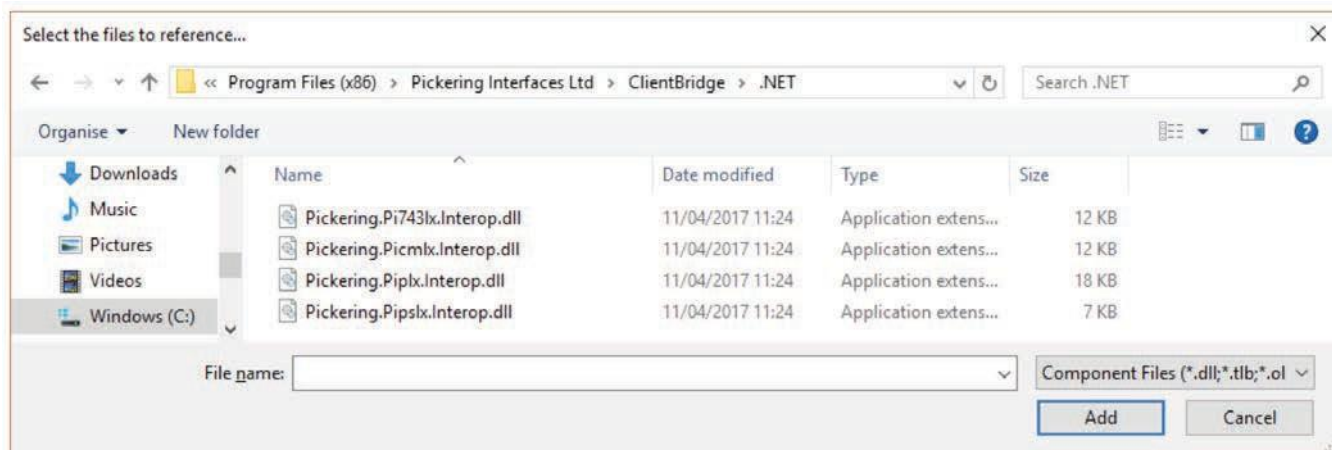 Select the files to reference...
« Program Files (x86) > Pickering Interfaces Ltd > ClientBridge > .NET Search .NET
Organise New folder
Downloads Name Date modified Type Size
Music Pickering.Pi743lx.Interop.dll 11/04/2017 11:24 Application extens... 12 KB
Pictures Pickering.Picmlx.Interop.dll 11/04/2017 11:24 Application extens... 12 KB
Videos Pickering.Piplx.Interop.dll 11/04/2017 11:24 Application extens... 18 KB
Windows (C:) Pickering.Pipslx.Interop.dll 11/04/2017 11:24 Application extens... 7 KB
File name: Component Files (*.dll;*.tlb;*.ol
Add Cancel